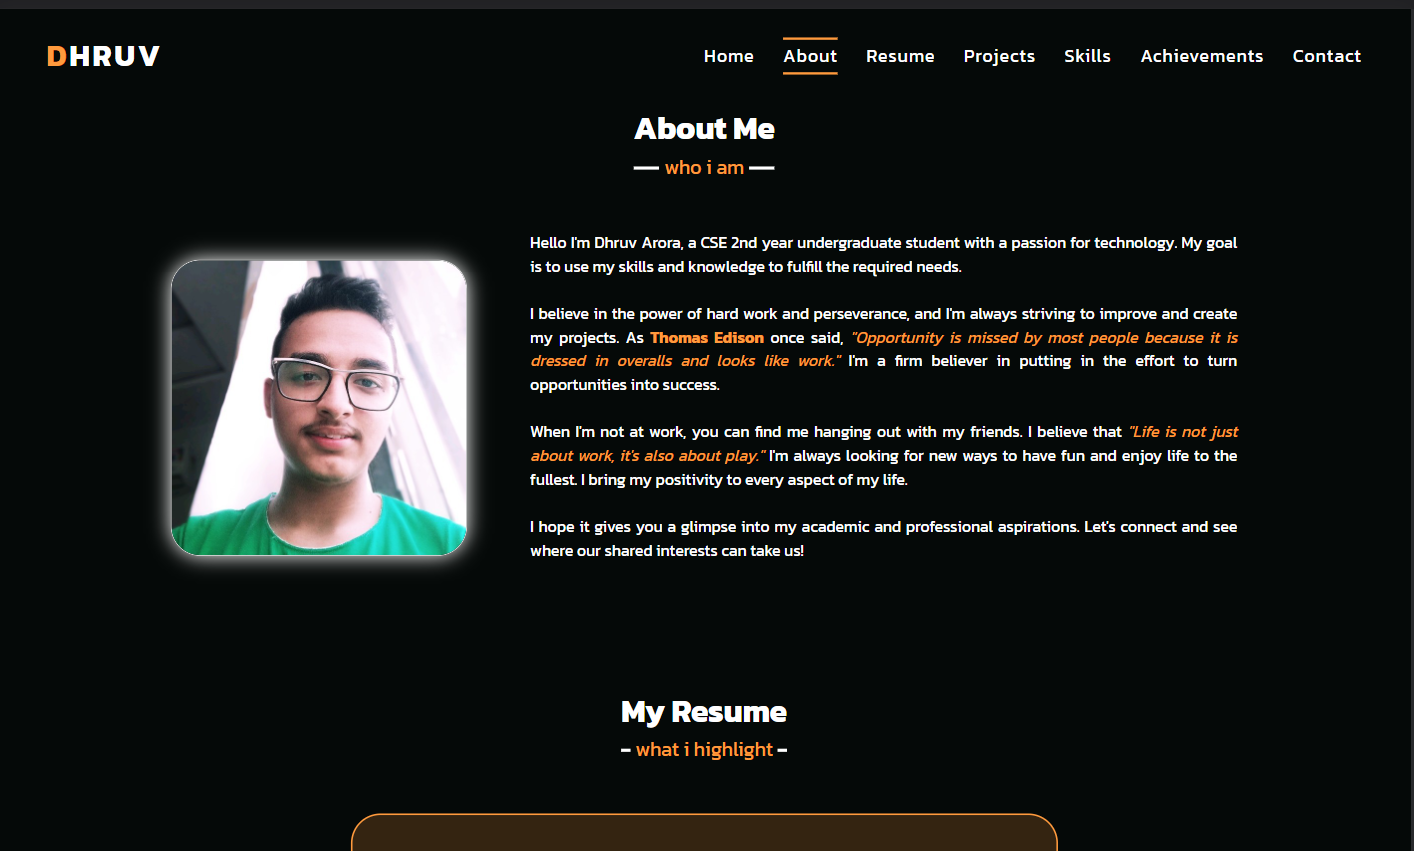 DHRUV
Home About Resume Projects Skills Achievements Contact
About Me
who i am
Hello I'm Dhruv Arora, a CSE 2nd year undergraduate student with a passion for technology. My goal
is to use my skills and knowledge to fulfill the required needs.
I believe in the power of hard work and perseverance, and I'm always striving to improve and create
my projects. As Thomas Edison once said, "Opportunity is missed by most people because it is
dressed in overalls and looks like work." I'm a firm believer in putting in the effort to turn
opportunities into success.
When I'm not at work, you can find me hanging out with my friends. I believe that "Life is not just
about work, it's also about play." I'm always looking for new ways to have fun and enjoy life to the
fullest. I bring my positivity to every aspect of my life.
I hope it gives you a glimpse into my academic and professional aspirations. Let's connect and see
where our shared interests can take us!
My Resume
what i highlight